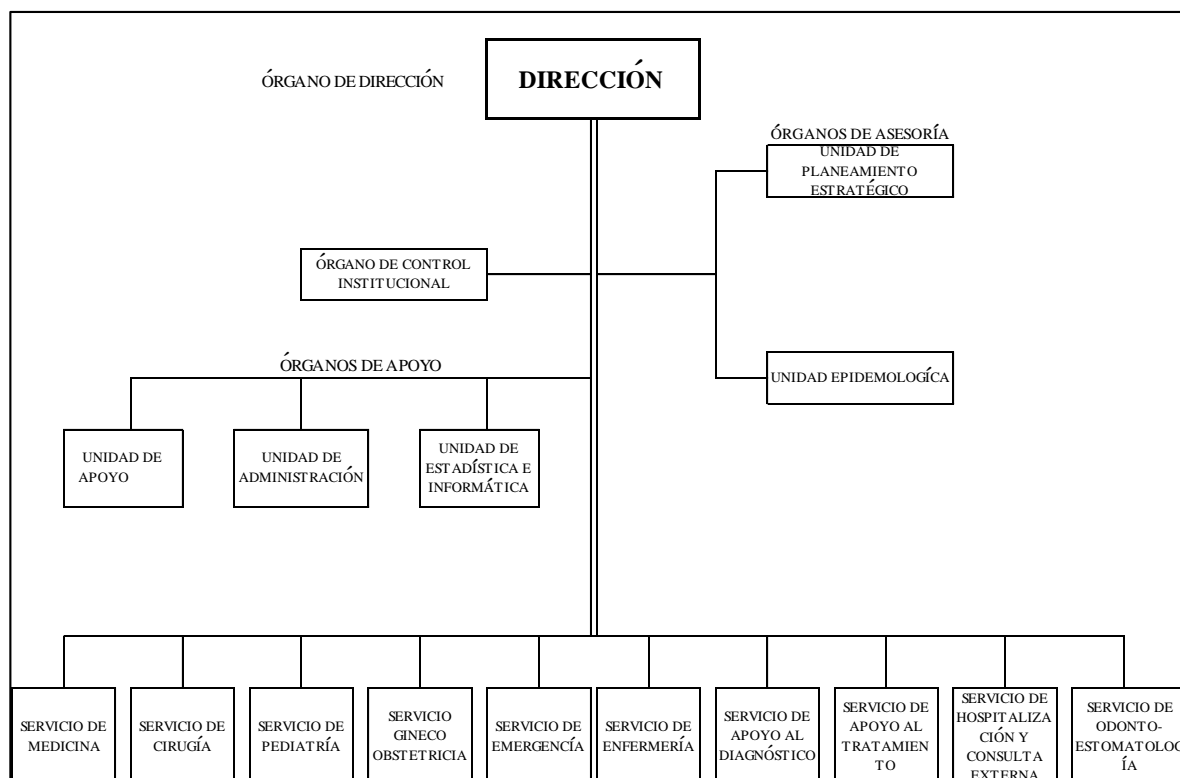 DIRECCIÓN
ÓRGANO DE DIRECCIÓN
ÓRGANOS DE ASESORÍA
UNIDAD DE
PLANEAMIENTO
ESTRATÉGICO
ÓRGANO DE CONTROL
INSTITUCIONAL
ÓRGANOS DE APOYO
UNIDAD EPIDEMOLOGÍCA
UNIDAD DE
APOYO
UNIDAD DE
ADMINISTRACIÓN
UNIDAD DE
ESTADÍSTICA E
INFORMÁTICA
SERVICIO DE
MEDICINA
SERVICIO DE
CIRUGÍA
SERVICIO DE
PEDIATRÍA
SERVICIO
GINECO
OBSTETRICIA
SERVICIO DE
EMERGENCÍA
SERVICIO DE
ENFERMERÍA
SERVICIO DE
APOYO AL
DIAGNÓSTICO
SERVICIO DE
APOYO AL
TRATAMIEN
TO
SERVICIO DE
HOSPITALIZA
CIÓN Y
CONSULTA
EXTERNA
SERVICIO DE
ODONTO-
ESTOMATOLOG
ÍA